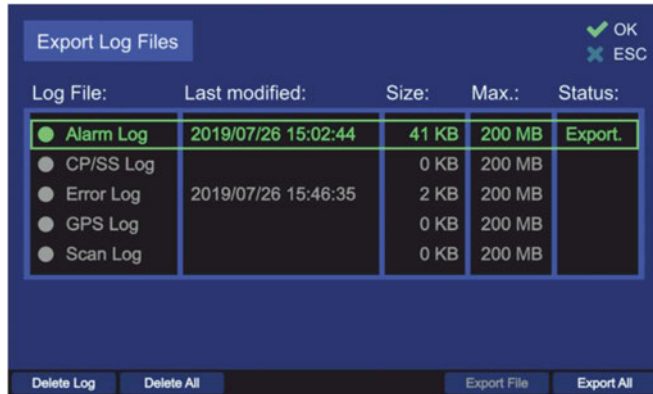 Export Log Files
OK
ESC
Log File: Last modified: Size: Max.: Status:
Alarm Log 2019/07/26 15:02:44 41 KB 200 MB Export.
CP/SS Log 0 KB 200 MB
Error Log 2019/07/26 15:46:35 2 KB 200 MB
GPS Log 0 KB 200 MB
Scan Log 0 KB 200 MB
Delete Log Delete All Export File Export All